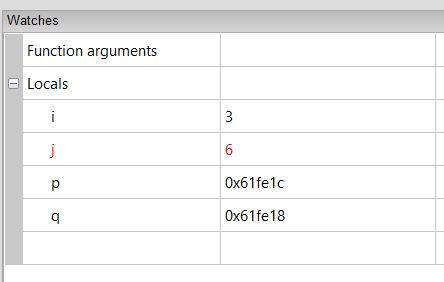 Watches
Function arguments
Locals
i 3
j 6
p 0x61fe1c
q 0x61fe18